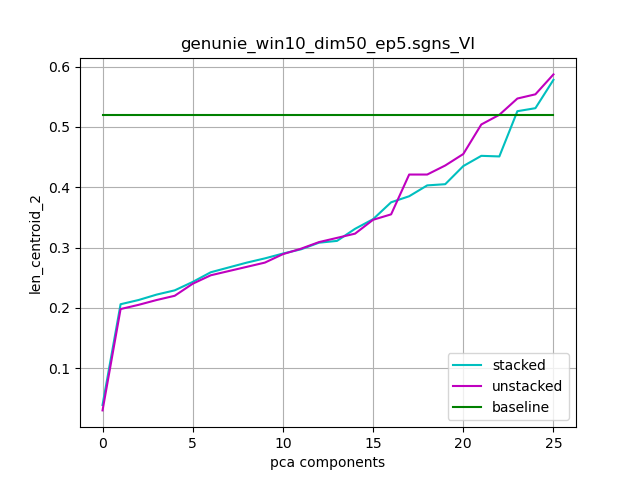 genunie_win10_dim50_ep5.sgns_VI
len_centroid_2
0.6
0.5
0.4
0.3
0.2
0.1
0
5
10
15
20
25
pca components
stacked
unstacked
baseline